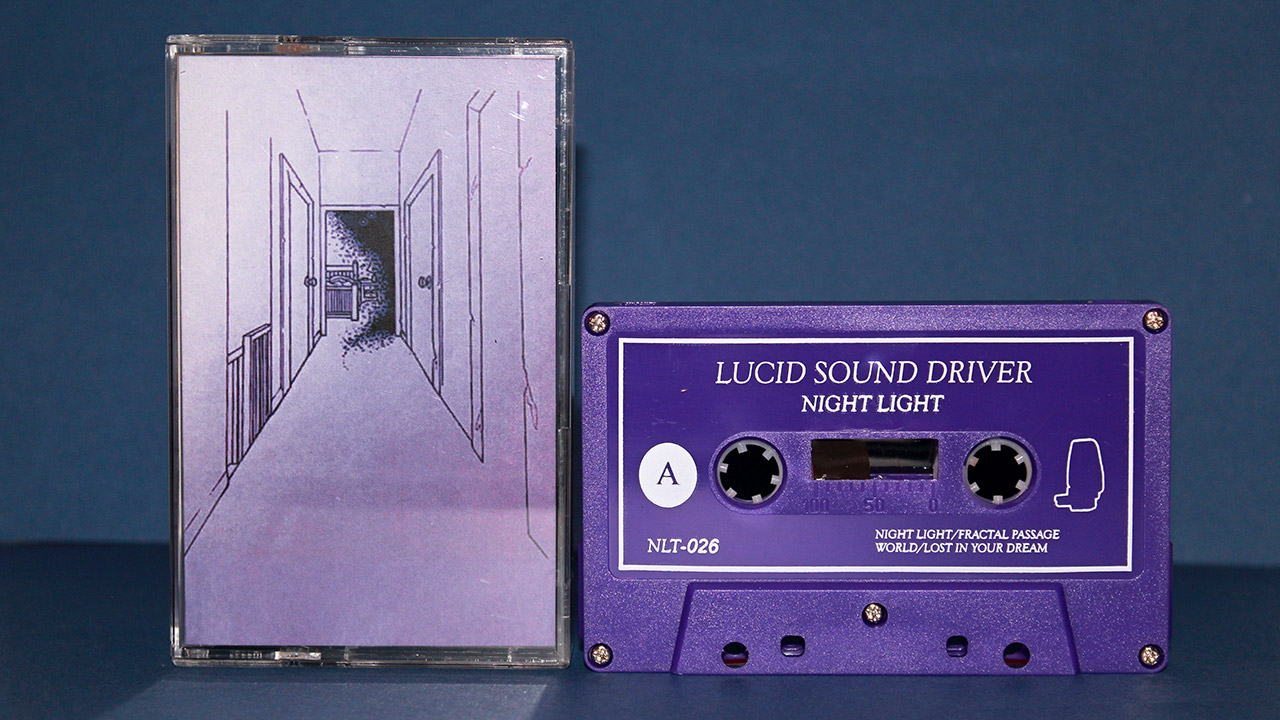 LUCID SOUND DRIVER
NIGHT LIGHT
A
100 50 0
NLT-026
NIGHT LIGHT/FRACTAL PASSAGE
WORLD/LOST IN YOUR DREAM